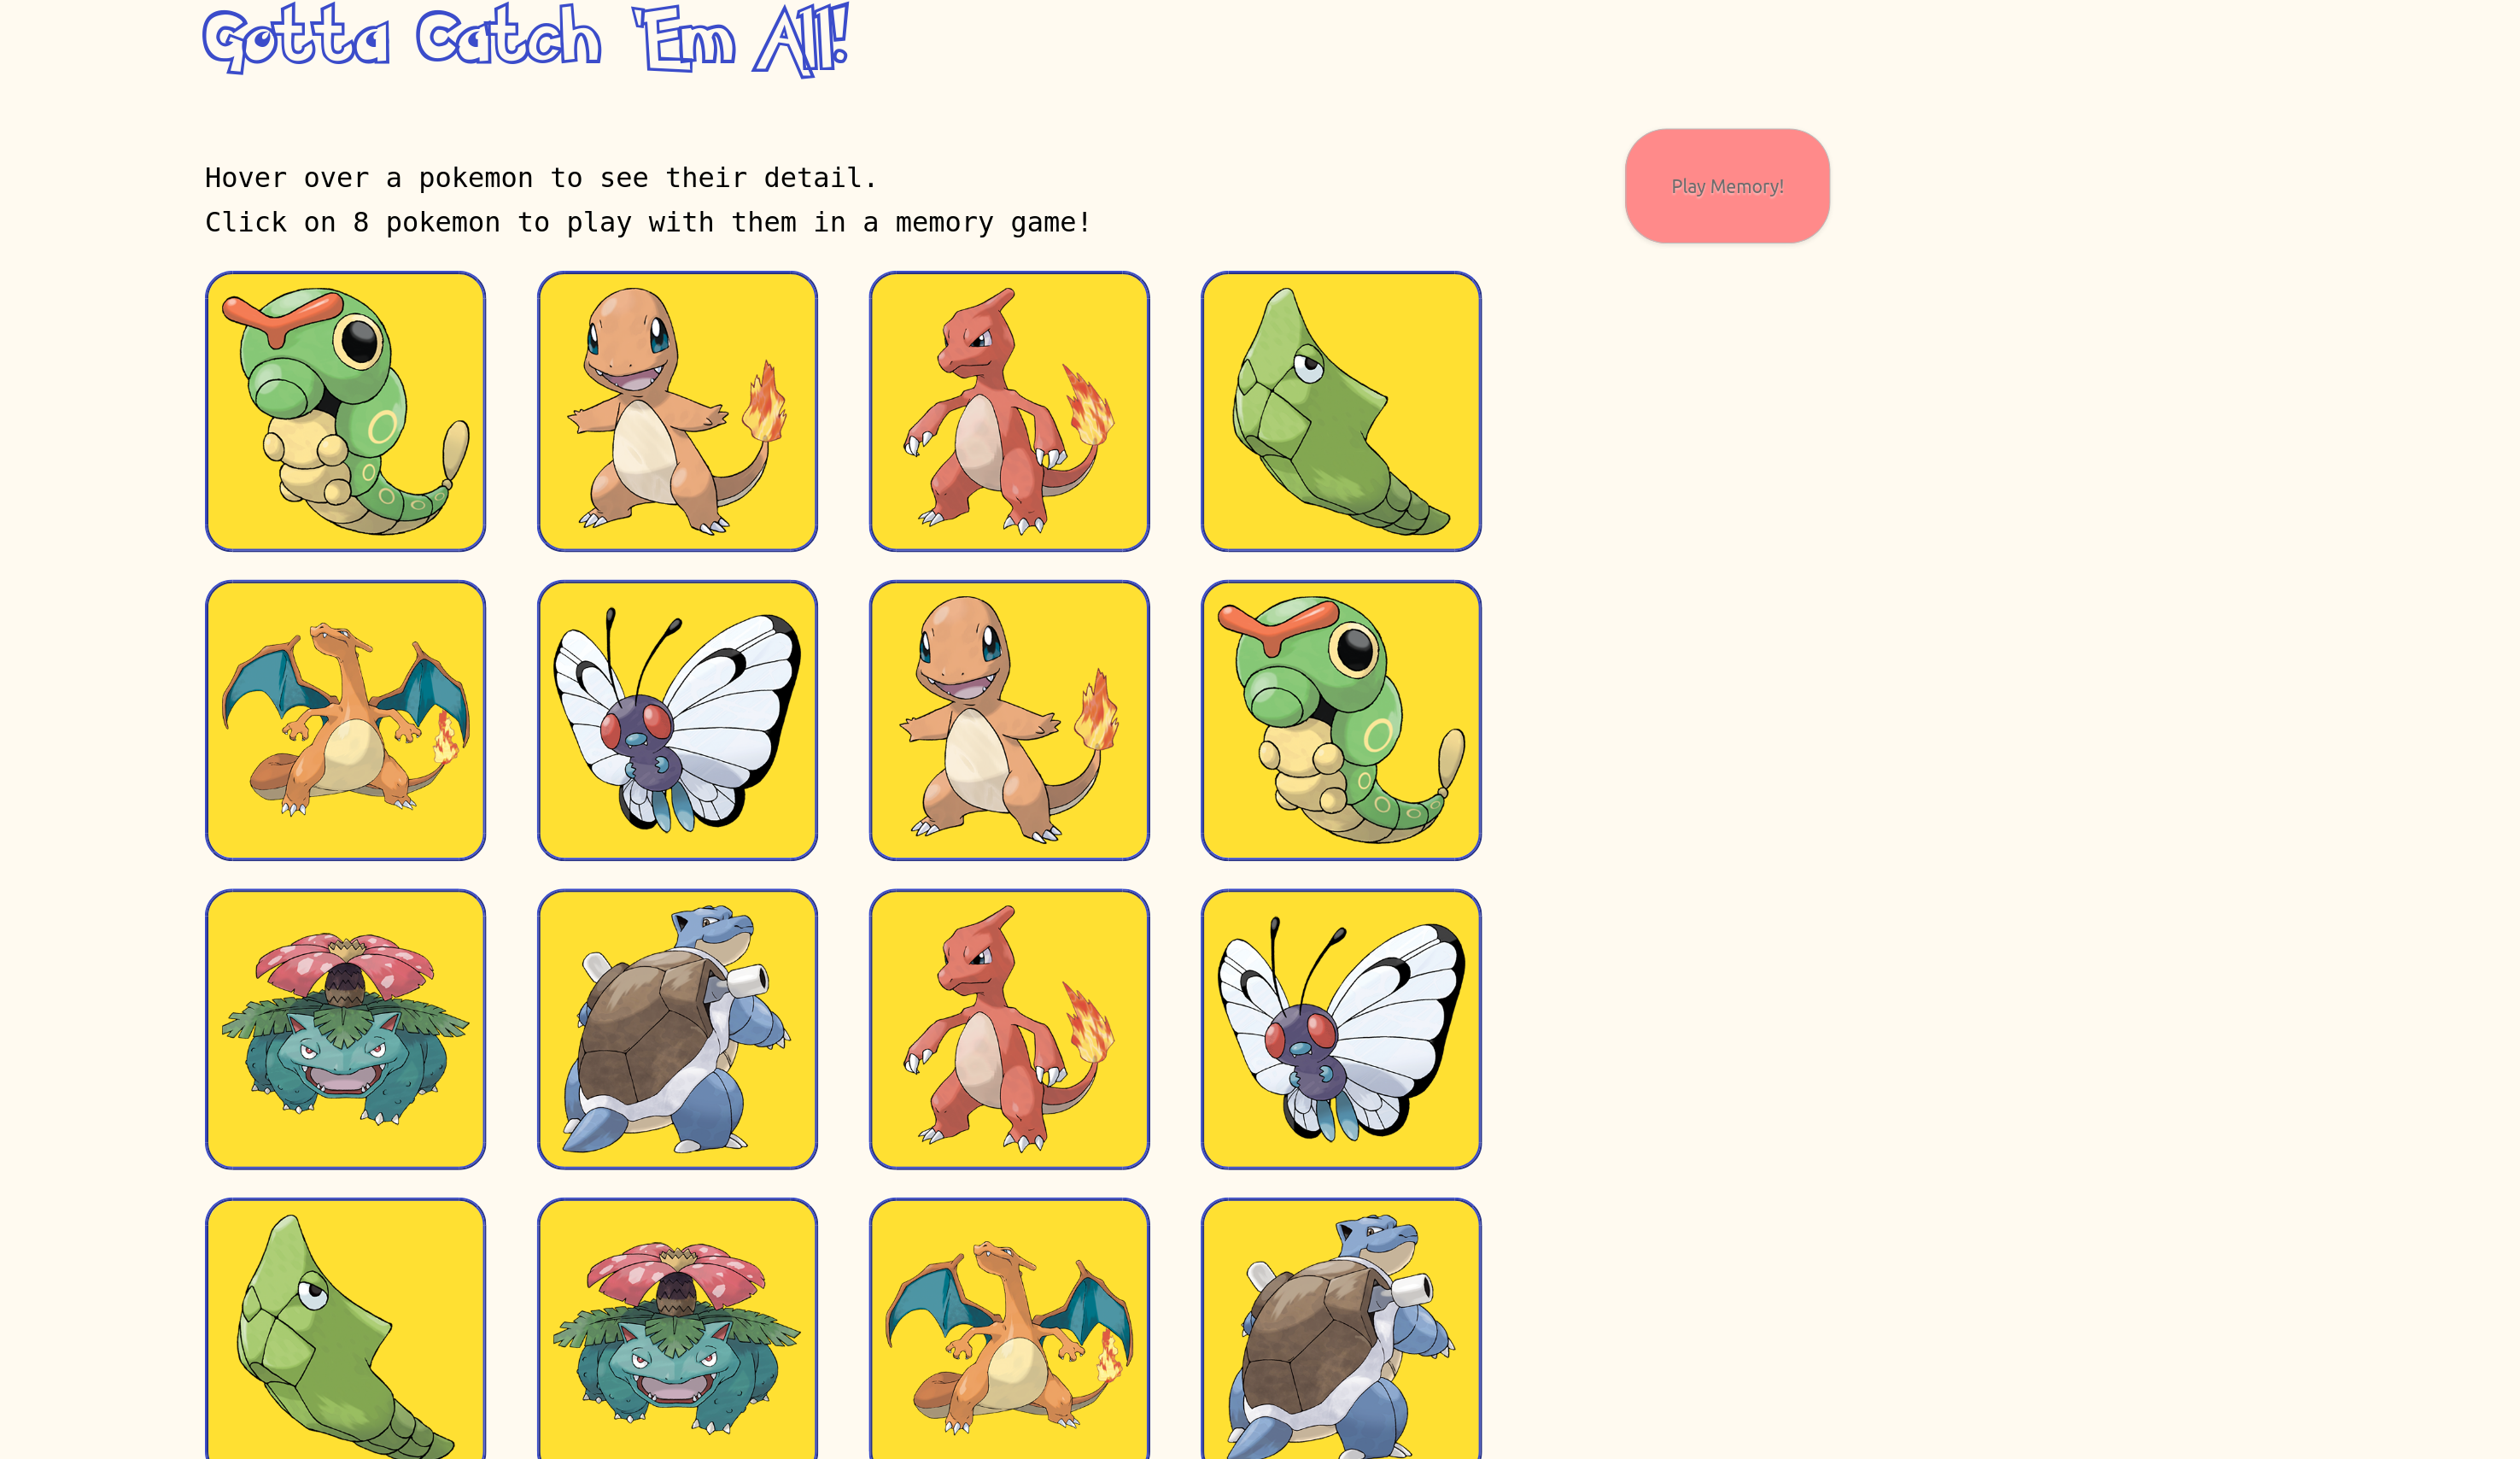 Gotta Catch 'Em All!
Hover over a pokemon to see their detail.
Click on 8 pokemon to play with them in a memory game!
Play Memory!